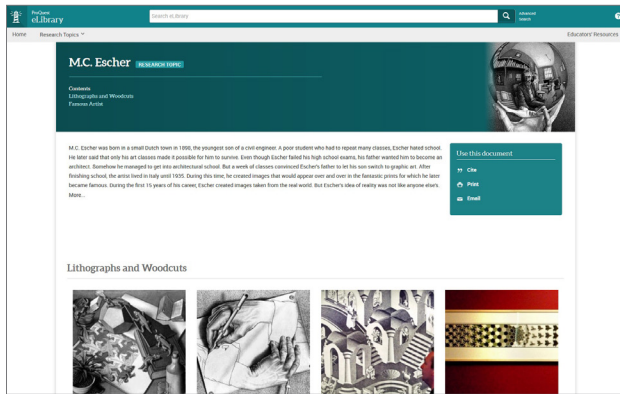 ProQuest
eLibrary
Search eLibrary
Advanced
Search
Home
Research Topics
Educators' Resources
M.C. Escher RESEARCH TOPIC
Contents
Lithographs and Woodcuts
Famous Artist
M.C. Escher was born in a small Dutch town in 1898, the youngest son of a civil engineer. A poor student who had to repeat many classes, Escher hated school.
He later said that only his art classes made it possible for him to survive. Even though Escher failed his high school exams, his father wanted him to become an
architect. Somehow he managed to get into architectural school. But a week of classes convinced Escher's father to let his son switch to graphic art. After
finishing school, the artist lived in Italy until 1935. During this time, he created images that would appear over and over in the fantastic prints for which he later
became famous. During the first 15 years of his career, Escher created images taken from the real world. But Escher's idea of reality was not like anyone else's.
More...
Use this document
Cite
Print
Email
Lithographs and Woodcuts